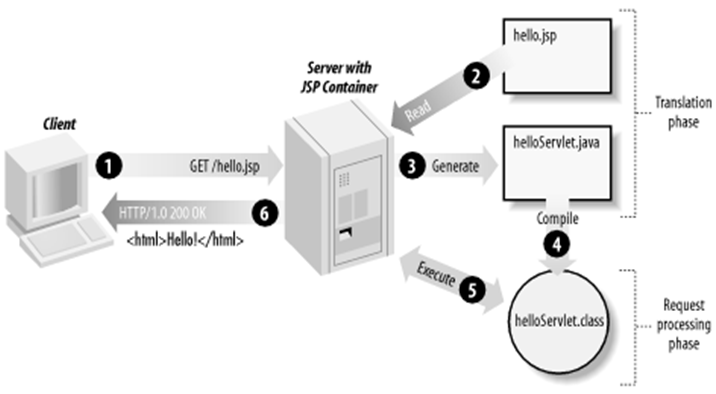 hello.jsp
Server with
JSP Container
2
Read
Translation
phase
Client
helloServlet.java
1
GET /hello.jsp
3
Generate
HTTP/1.0 200 OK
6
<html>Hello!</html>
Compile
4
Execute
5
helloServlet.class
Request
processing
phase